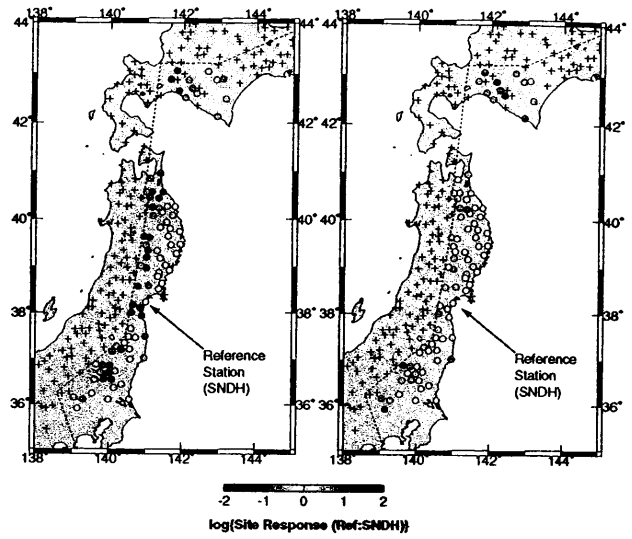 138° 140° 142° 144° 138° 140° 142° 144°
44° 44° 44° 44°
42° 42° 42° 42°
40° 40° 40° 40°
38° 38° 38° 38°
Reference
Station
(SNDH)
Reference
Station
(SNDH)
36° 36° 36° 36°
138° 140° 142° 144° 138° 140° 142° 144°
-2 -1 0 1 2
log{Site Response (Ref:SNDH)}